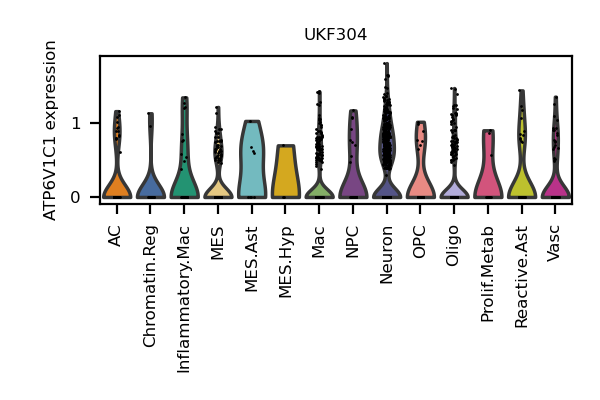 UKF304
ATP6V1C1 expression
1
0
AC
Chromatin.Reg
Inflammatory.Mac
MES
MES.Ast
MES.Hyp
Mac
NPC
Neuron
OPC
Oligo
Prolif.Metab
Reactive.Ast
Vasc